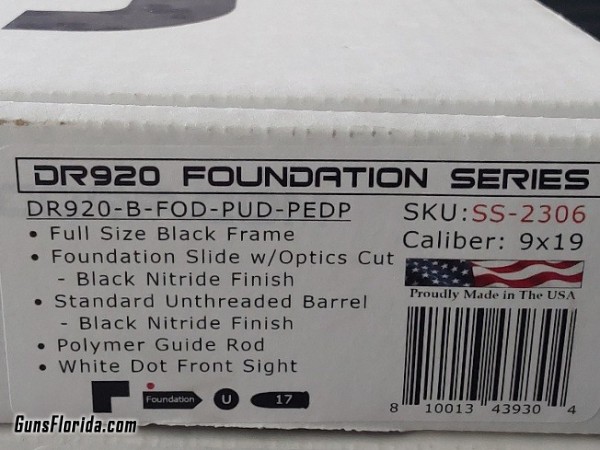 DR920 FOUNDATION SERIES
DR920-B-FOD-PUD-PEDP
SKU:SS-2306
• Full Size Black Frame
Caliber: 9x19
• Foundation Slide w/Optics Cut
- Black Nitride Finish
Proudly Made in The USA
• Standard Unthreaded Barrel
- Black Nitride Finish
• Polymer Guide Rod
• White Dot Front Sight
Foundation U 17
8 10013 43930 4
GunsFlorida.com